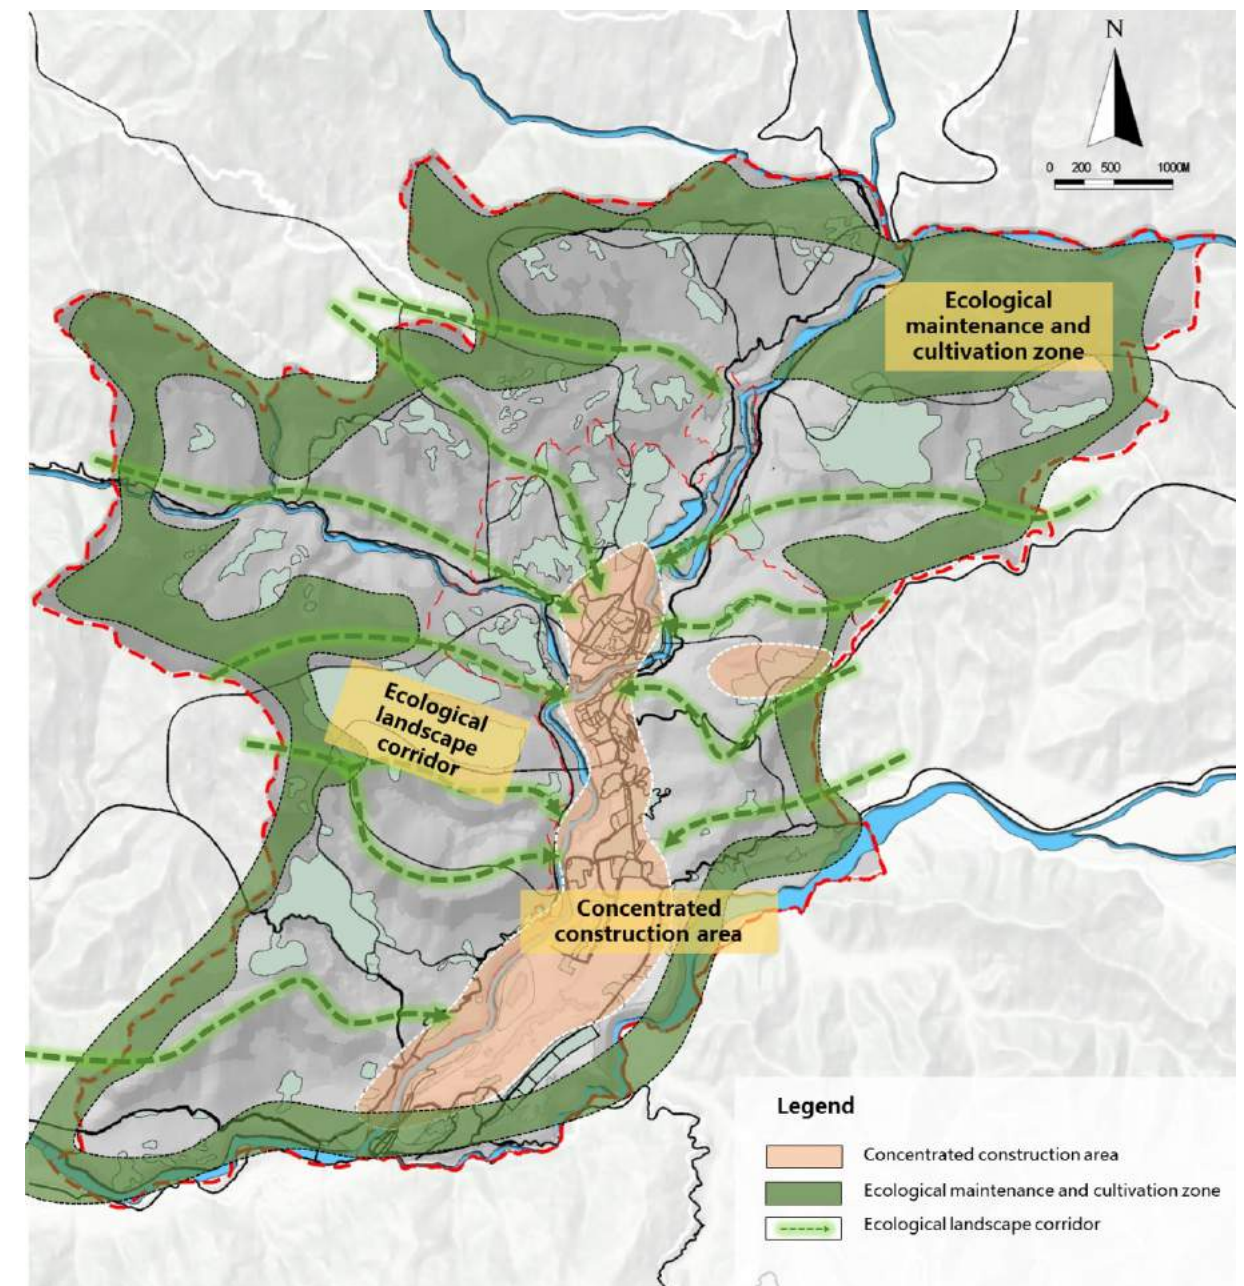 N
0 200 500 1000M
Ecological
maintenance and
cultivation zone
Ecological
landscape
corridor
Concentrated
construction area
Legend
Concentrated construction area
Ecological maintenance and cultivation zone
Ecological landscape corridor